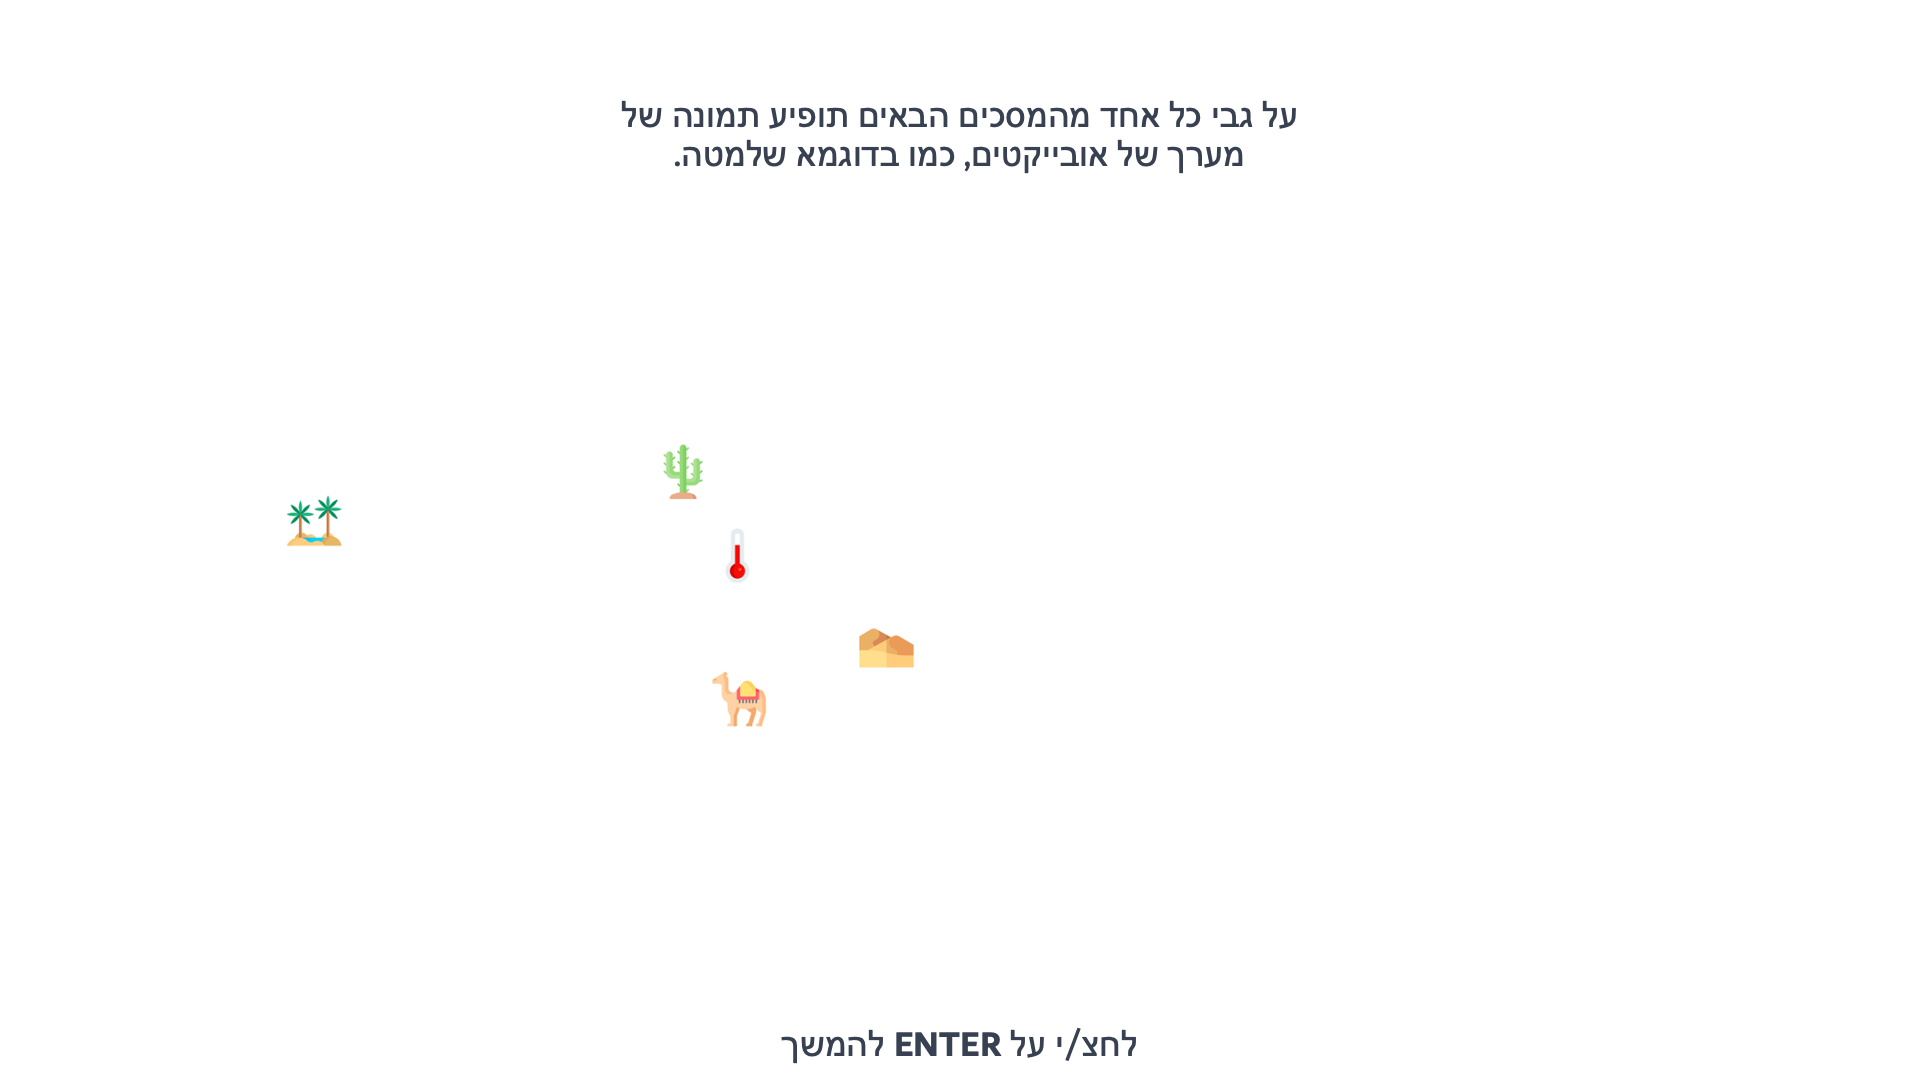 על גבי כל אחד מהמסכים הבאים תופיע תמונה של
מערך של אובייקטים, כמו בדוגמא שלמטה.
לחצ/י על ENTER להמשך